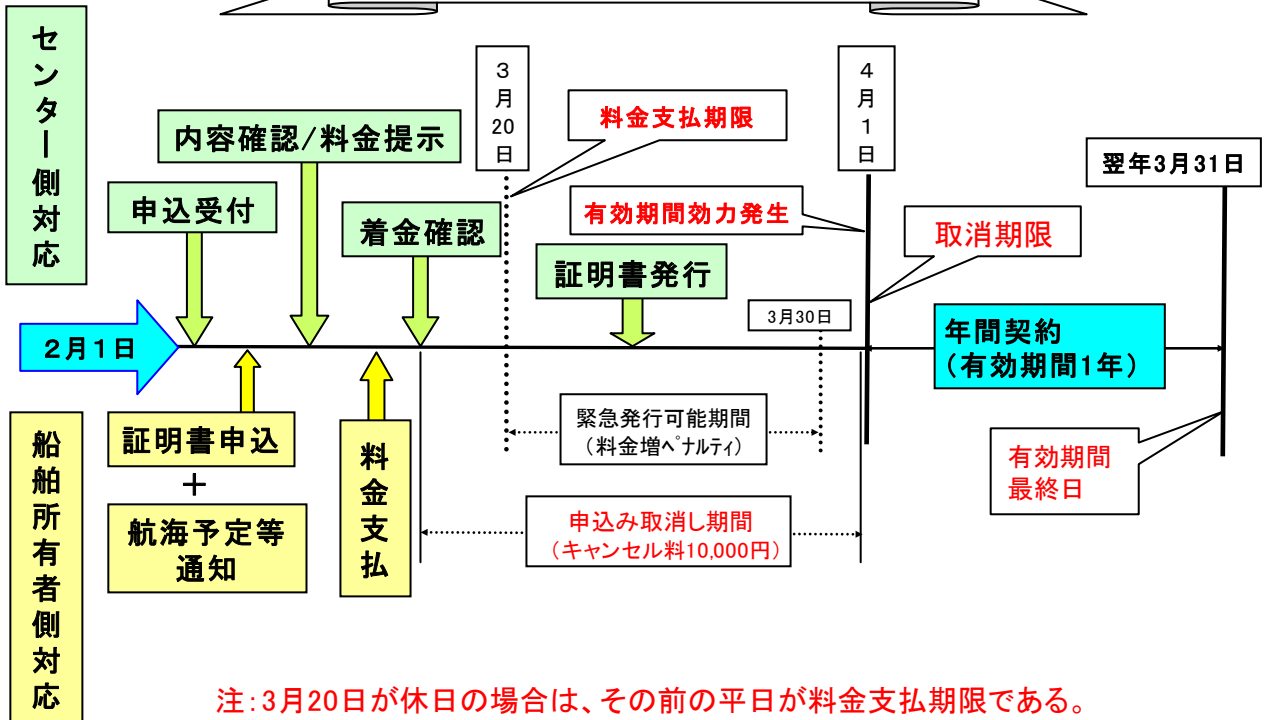 センター側対応
3月20日
4月1日
料金支払期限
内容確認/料金提示
翌年3月31日
申込受付
有効期間効力発生
着金確認
取消期限
証明書発行
3月30日
2月1日
年間契約
(有効期間1年)
緊急発行可能期間
(料金増ペナルティ)
証明書申込
+
航海予定等
通知
料金支払
有効期間
最終日
申込み取消し期間
(キャンセル料10,000円)
船舶所有者側対応
注:3月20日が休日の場合は、その前の平日が料金支払期限である。